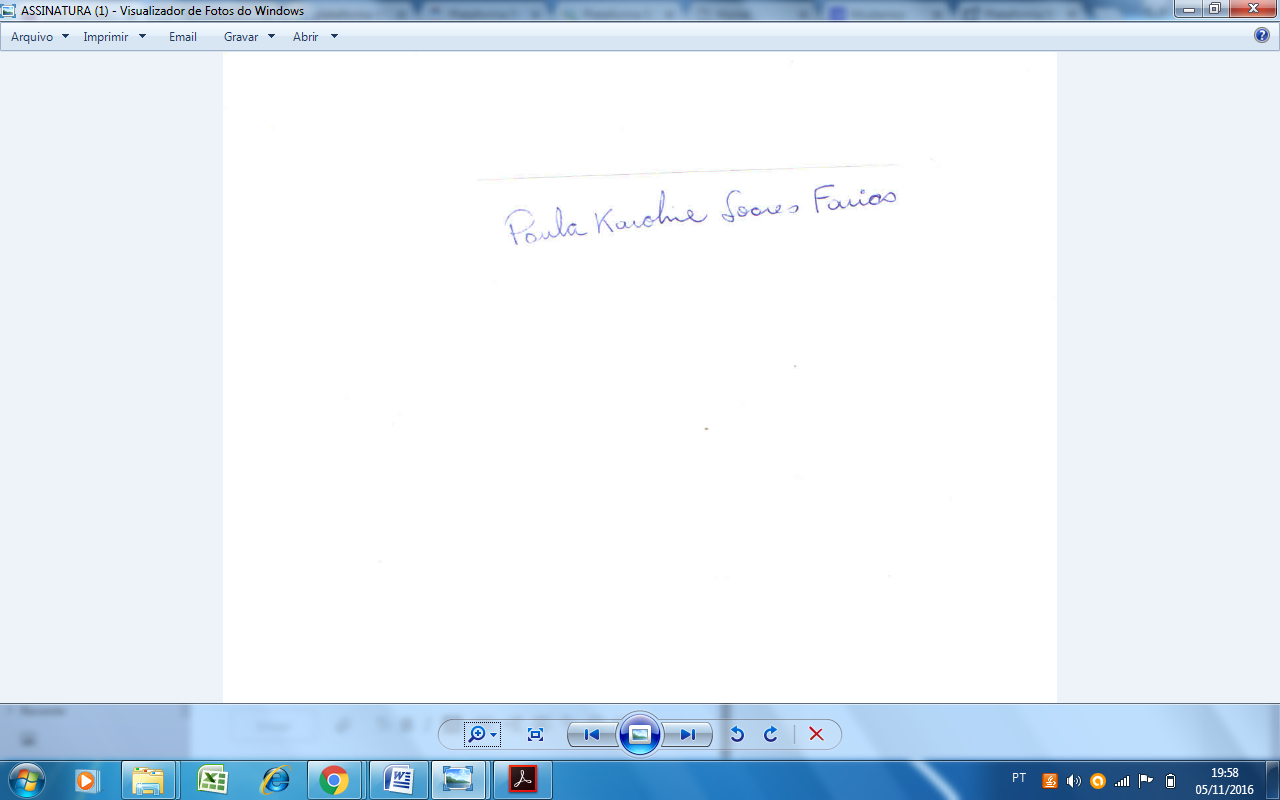 ASSINATURA (1) - Visualizador de Fotos do Windows
Arquivo Imprimir Email Gravar Abrir
Paula Karoline Soares Farias
PT
19:58
05/11/2016